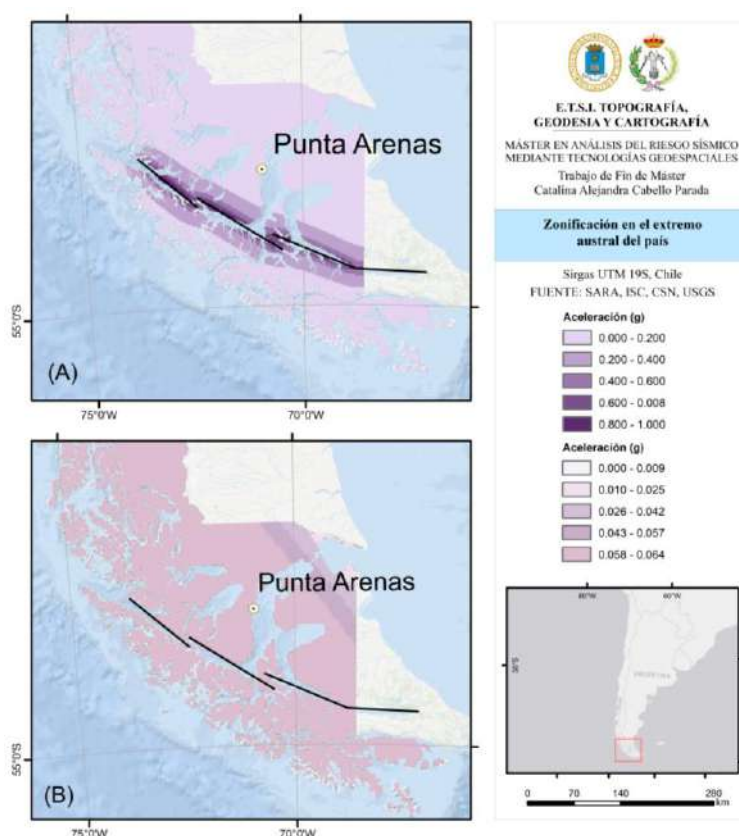 Punta Arenas
55°0'S
(A)
75°0'W
70°0'W
Punta Arenas
55°0'S
(B)
75°0'W
70°0'W
E.T.S.I. TOPOGRAFÍA,
GEODESIA Y CARTOGRAFÍA
MÁSTER EN ANÁLISIS DEL RIESGO SÍSMICO
MEDIANTE TECNOLOGÍAS GEOESPACIALES
Trabajo de Fin de Máster
Catalina Alejandra Cabello Parada
Zonificación en el extremo
austral del país
Sirgas UTM 19S, Chile
FUENTE: SARA, ISC, CSN, USGS
Aceleración (g)
0.000 - 0.200
0.200 - 0.400
0.400 - 0.600
0.600 - 0.008
0.800 - 1.000
Aceleración (g)
0.000 - 0.009
0.010 - 0.025
0.026 - 0.042
0.043 - 0.057
0.058 - 0.064
ARGENTINA
0 70 140 280
km